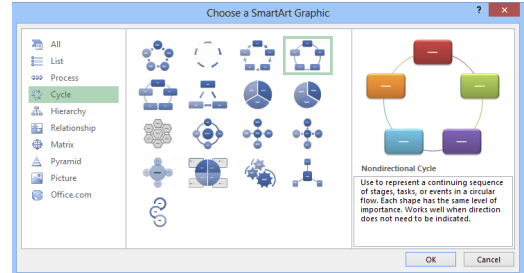 Choose a SmartArt Graphic
?
All
List
Process
Cycle
Hierarchy
Relationship
Matrix
Pyramid
Picture
Office.com
Nondirectional Cycle
Use to represent a continuing sequence
of stages, tasks, or events in a circular
flow. Each shape has the same level of
importance. Works well when direction
does not need to be indicated.
OK
Cancel